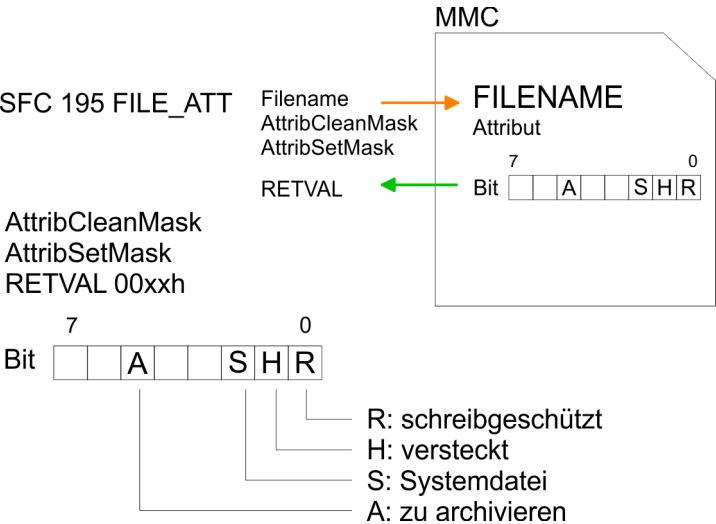 MMC
SFC 195 FILE_ATT
Filename
AttribCleanMask
AttribSetMask
RETVAL
FILENAME
Attribut
7 0
Bit A S H R
AttribCleanMask
AttribSetMask
RETVAL 00xxh
7 0
Bit A S H R
R: schreibgeschützt
H: versteckt
S: Systemdatei
A: zu archivieren